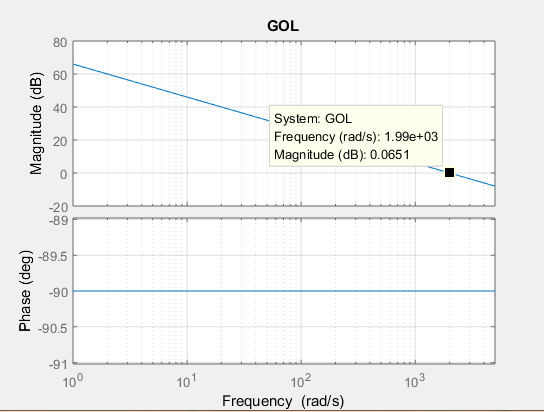 GOL
80
60
40
20
0
-20
Magnitude (dB)
System: GOL
Frequency (rad/s): 1.99e+03
Magnitude (dB): 0.0651
-89
-89.5
-90
-90.5
-91
Phase (deg)
10^0 10^1 10^2 10^3
Frequency (rad/s)